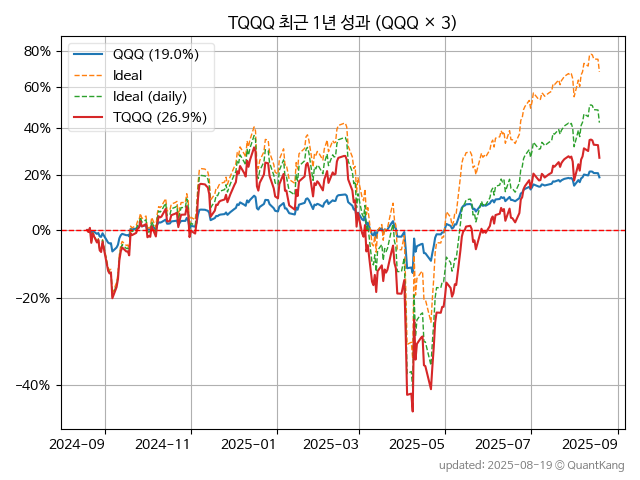 TQQQ 최근 1년 성과 (QQQ × 3)
80%
60%
40%
20%
0%
−20%
−40%
QQQ (19.0%)
Ideal
Ideal (daily)
TQQQ (26.9%)
2024-09 2024-11 2025-01 2025-03 2025-05 2025-07 2025-09
updated: 2025-08-19 © QuantKang